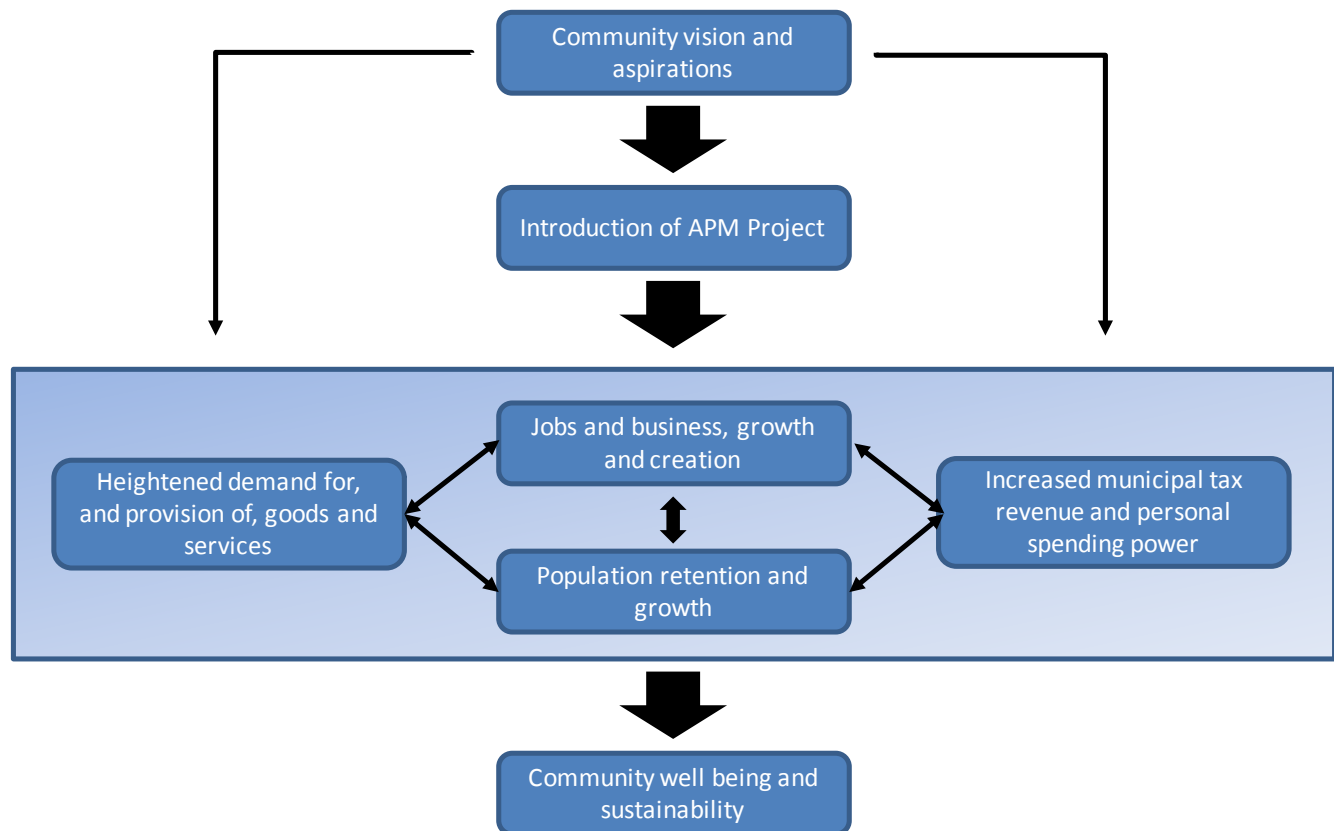 Community vision and
aspirations
Introduction of APM Project
Jobs and business, growth
and creation
Heightened demand for,
and provision of, goods and
services
Increased municipal tax
revenue and personal
spending power
Population retention and
growth
Community well being and
sustainability